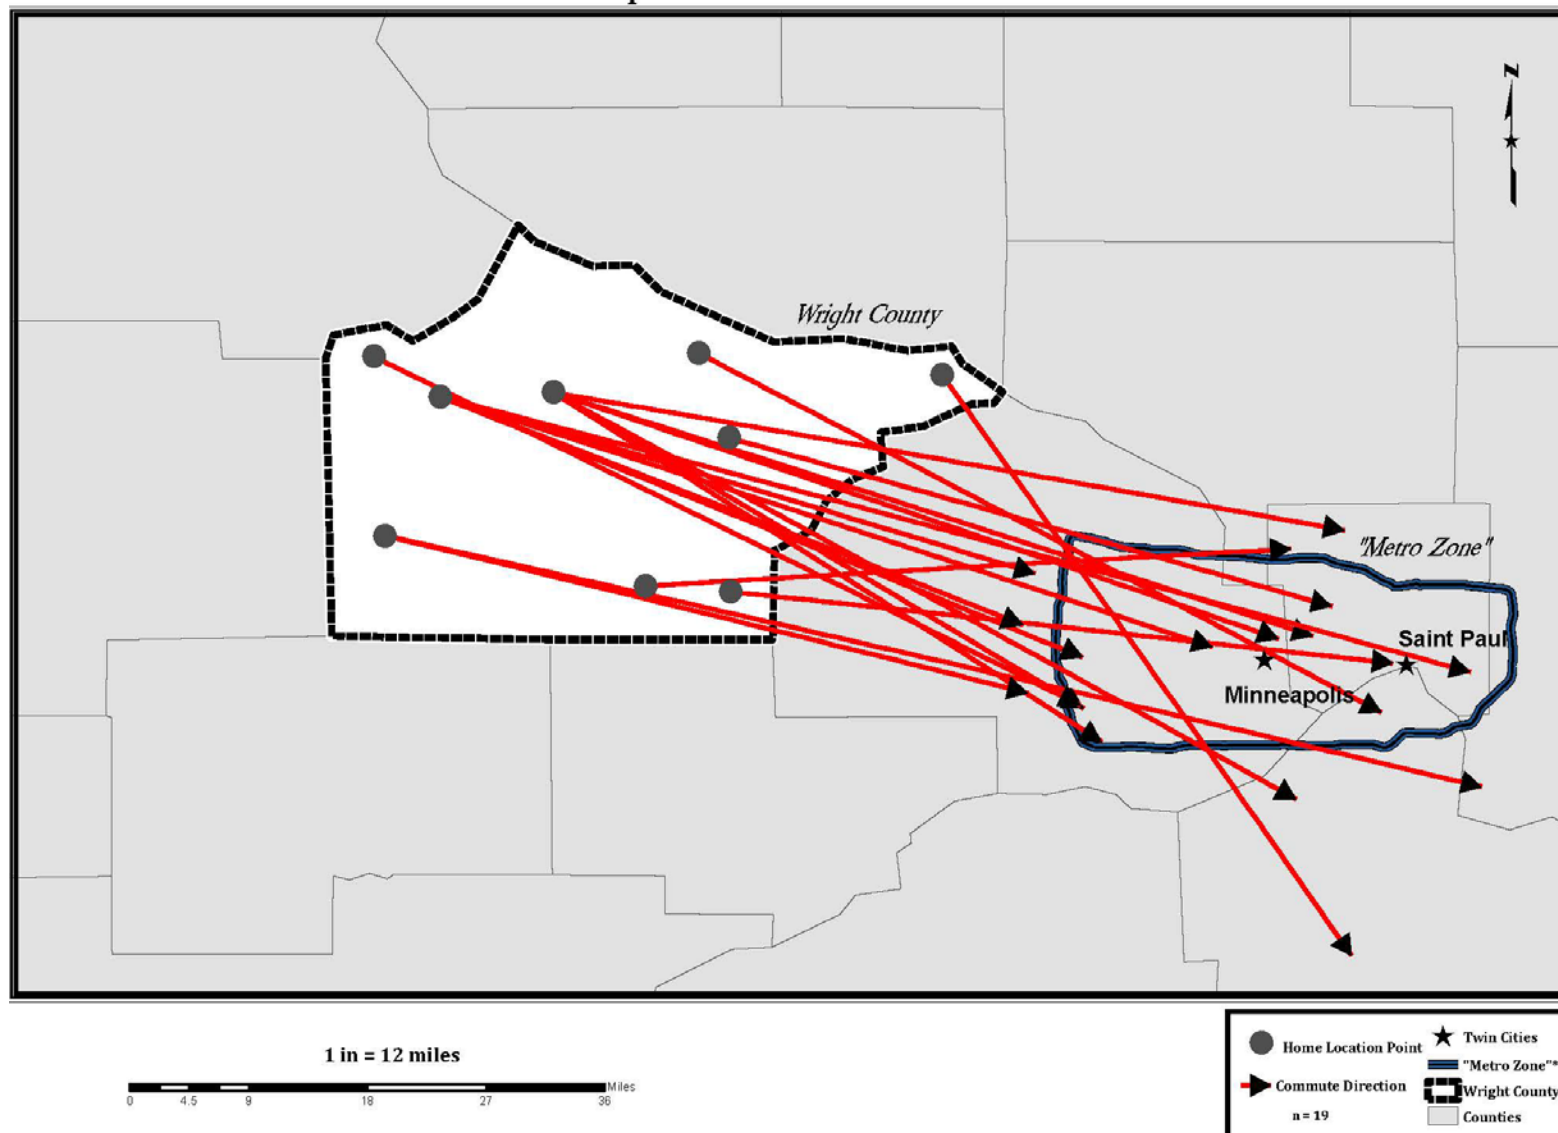 N
Wright County
"Metro Zone"
Saint Paul
Minneapolis
1 in = 12 miles
Miles
0 4.5 9 18 27 36
Home Location Point
Twin Cities
"Metro Zone"*
Commute Direction
Wright County
n = 19
Counties